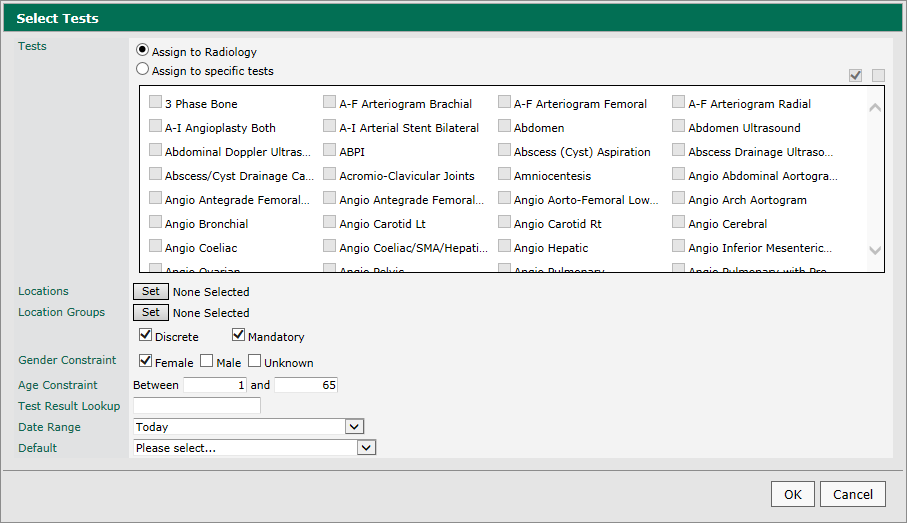 Select Tests
Tests
Assign to Radiology
Assign to specific tests
3 Phase Bone A-F Arteriogram Brachial A-F Arteriogram Femoral A-F Arteriogram Radial
A-I Angioplasty Both A-I Arterial Stent Bilateral Abdomen Abdomen Ultrasound
Abdominal Doppler Ultras... ABPI Abscess (Cyst) Aspiration Abscess Drainage Ultraso...
Abscess/Cyst Drainage Ca... Acromio-Clavicular Joints Amniocentesis Angio Abdominal Aortogra...
Angio Antegrade Femoral... Angio Antegrade Femoral... Angio Aorto-Femoral Low... Angio Arch Aortogram
Angio Bronchial Angio Carotid Lt Angio Carotid Rt Angio Cerebral
Angio Coeliac Angio Coeliac/SMA/Hepati... Angio Hepatic Angio Inferior Mesenteric...
Angio Ovarian Angio Pelvic Angio Pulmonary Angio Pulmonary with Pre...
Locations Set None Selected
Location Groups Set None Selected
Discrete Mandatory
Gender Constraint Female Male Unknown
Age Constraint Between 1 and 65
Test Result Lookup
Date Range Today
Default Please select...
OK Cancel